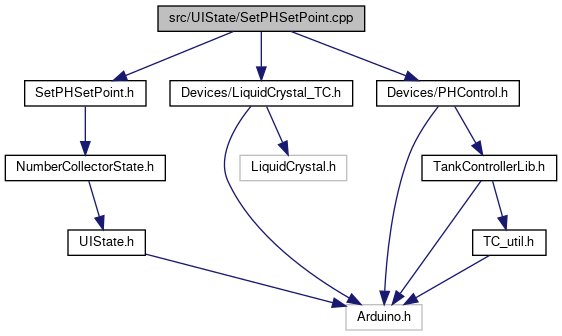 src/UIState/SetPHSetPoint.cpp
SetPHSetPoint.h
Devices/LiquidCrystal_TC.h
Devices/PHControl.h
NumberCollectorState.h
LiquidCrystal.h
TankControllerLib.h
UIState.h
TC_util.h
Arduino.h